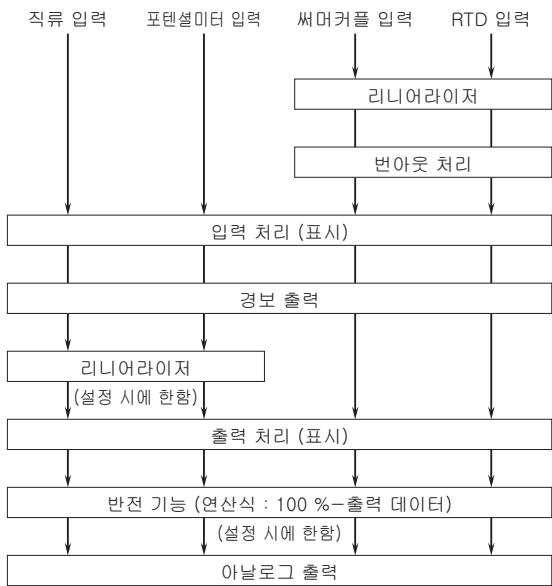 직류 입력 포텐셜미터 입력 써머커플 입력 RTD 입력
리니어라이저
번아웃 처리
입력 처리 (표시)
경보 출력
리니어라이저
(설정 시에 한함)
출력 처리 (표시)
반전 기능 (연산식 : 100 %−출력 데이터)
(설정 시에 한함)
아날로그 출력